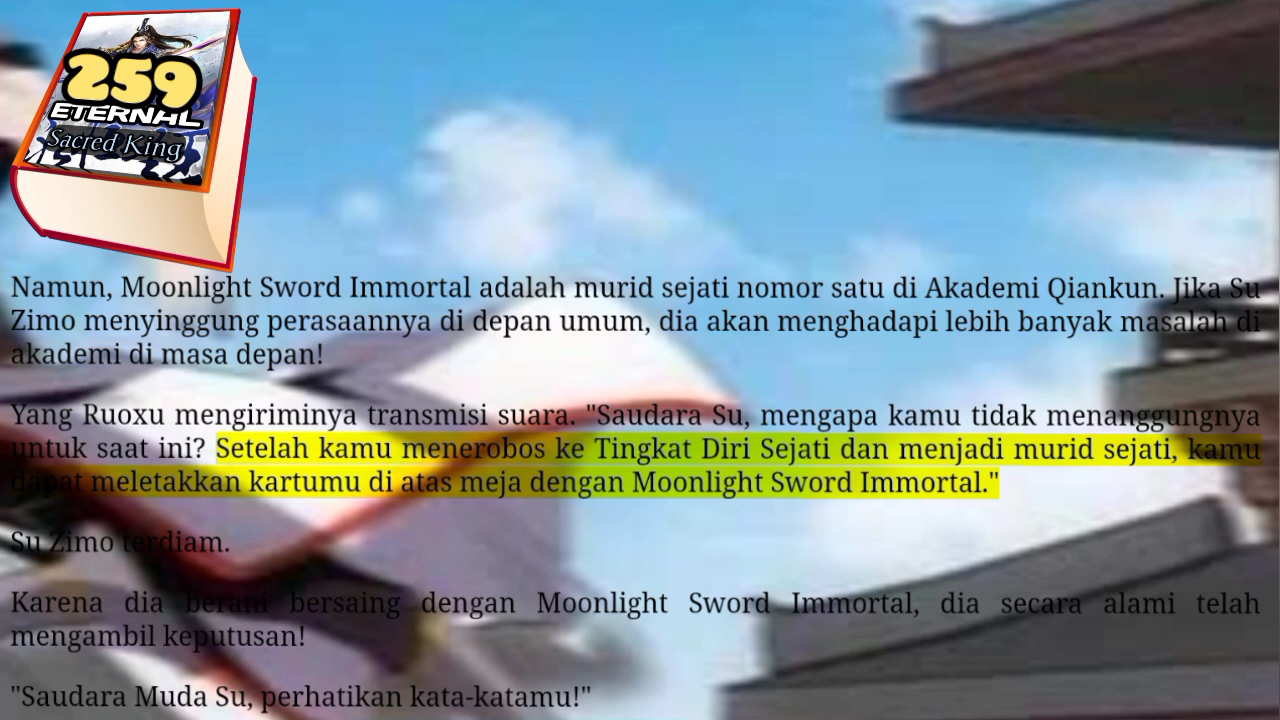 259
ETERNAL
Sacred King
Namun, Moonlight Sword Immortal adalah murid sejati nomor satu di Akademi Qiankun. Jika Su
Zimo menyinggung perasaannya di depan umum, dia akan menghadapi lebih banyak masalah di
akademi di masa depan!
Yang Ruoxu mengiriminya transmisi suara. "Saudara Su, mengapa kamu tidak menanggungnya
untuk saat ini? Setelah kamu menerobos ke Tingkat Diri Sejati dan menjadi murid sejati, kamu
dapat meletakkan kartumu di atas meja dengan Moonlight Sword Immortal."
Su Zimo terdiam.
Karena dia berani bersaing dengan Moonlight Sword Immortal, dia secara alami telah
mengambil keputusan!
"Saudara Muda Su, perhatikan kata-katamu!"